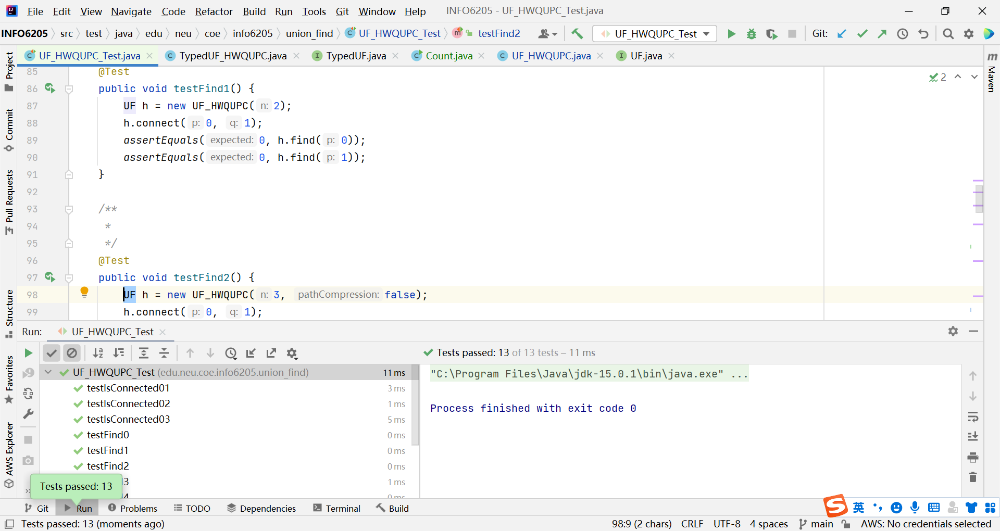 File Edit View Navigate Code Refactor Build Run Tools Git Window Help INFO6205 - UF_HWQUPC_Test.java
INFO6205 src test java edu neu coe info6205 union_find UF_HWQUPC_Test testFind2 UF_HWQUPC_Test Git:
UF_HWQUPC_Test.java TypedUF_HWQUPC.java TypedUF.java Count.java UF_HWQUPC.java UF.java
Project
Commit
Pull Requests
Structure
Favorites
AWS Explorer
Maven
2
85 @Test
86 public void testFind1() {
87 UF h = new UF_HWQUPC( n: 2);
88 h.connect( p: 0, q: 1);
89 assertEquals( expected: 0, h.find( p: 0));
90 assertEquals( expected: 0, h.find( p: 1));
91 }
92
93 /**
94 *
95 */
96 @Test
97 public void testFind2() {
98 UF h = new UF_HWQUPC( n: 3, pathCompression: false);
99 h.connect( p: 0, q: 1);
Run: UF_HWQUPC_Test
Tests passed: 13 of 13 tests – 11 ms
UF_HWQUPC_Test (edu.neu.coe.info6205.union_find) 11 ms
testIsConnected01 3 ms
testIsConnected02 1 ms
testIsConnected03 5 ms
testFind0 0 ms
testFind1 0 ms
testFind2 0 ms
3 1 ms
"C:\Program Files\Java\jdk-15.0.1\bin\java.exe" ...
Process finished with exit code 0
Tests passed: 13
Git Run Problems TODO Dependencies Terminal Build
英
Tests passed: 13 (moments ago) 98:9 (2 chars) CRLF UTF-8 4 spaces main AWS: No credentials selected